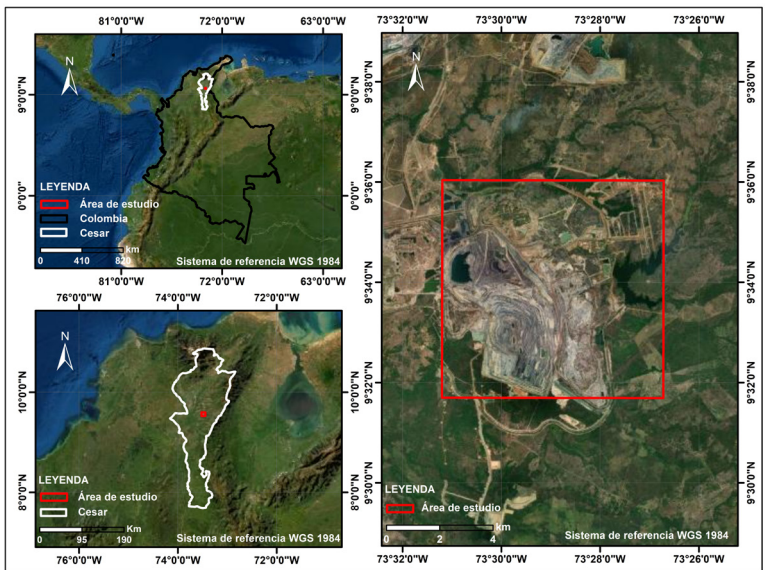 81°0'0"W 72°0'0"W 63°0'0"W
9°0'0"N
0°0'0"
N
LEYENDA
Área de estudio
Colombia
Cesar
km
0 410 820
Sistema de referencia WGS 1984
9°0'0"N
0°0'0"
81°0'0"W 72°0'0"W 63°0'0"W
76°0'0"W 74°0'0"W 72°0'0"W
10°0'0"N
8°0'0"N
N
LEYENDA
Área de estudio
Cesar
Km
0 95 190
Sistema de referencia WGS 1984
10°0'0"N
8°0'0"N
76°0'0"W 74°0'0"W 72°0'0"W
73°32'0"W 73°30'0"W 73°28'0"W 73°26'0"W
9°38'0"N
9°36'0"N
9°34'0"N
9°32'0"N
9°30'0"N
N
LEYENDA
Área de estudio
km
0 2 4
Sistema de referencia WGS 1984
9°38'0"N
9°36'0"N
9°34'0"N
9°32'0"N
9°30'0"N
73°32'0"W 73°30'0"W 73°28'0"W 73°26'0"W